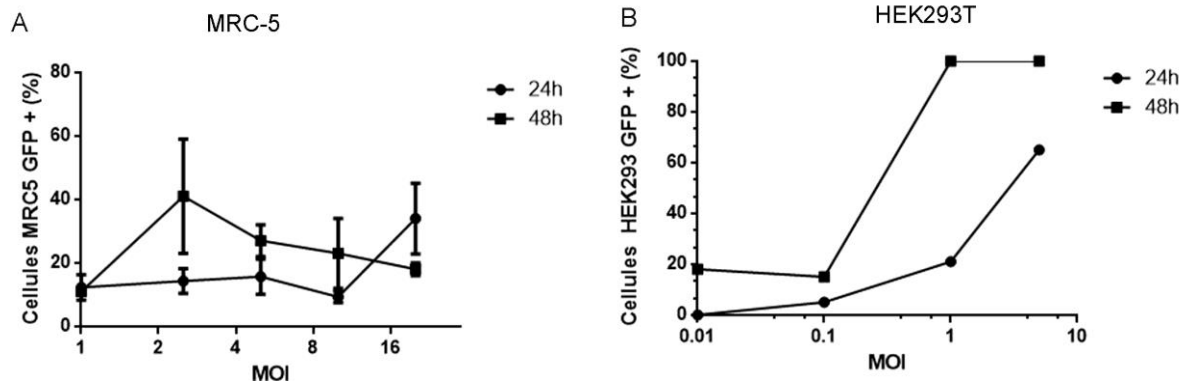 A
MRC-5
Cellules MRC5 GFP + (%)
80
60
40
20
0
1
2
4
8
16
MOI
24h
48h
B
HEK293T
Cellules HEK293 GFP + (%)
100
80
60
40
20
0
0.01
0.1
1
10
MOI
24h
48h